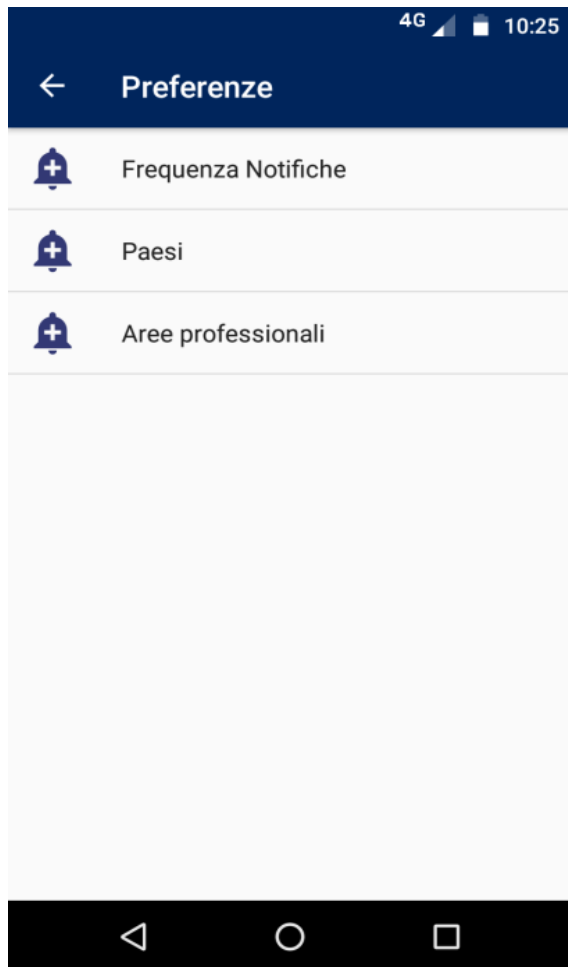 4G 10:25
Preferenze
Frequenza Notifiche
Paesi
Aree professionali